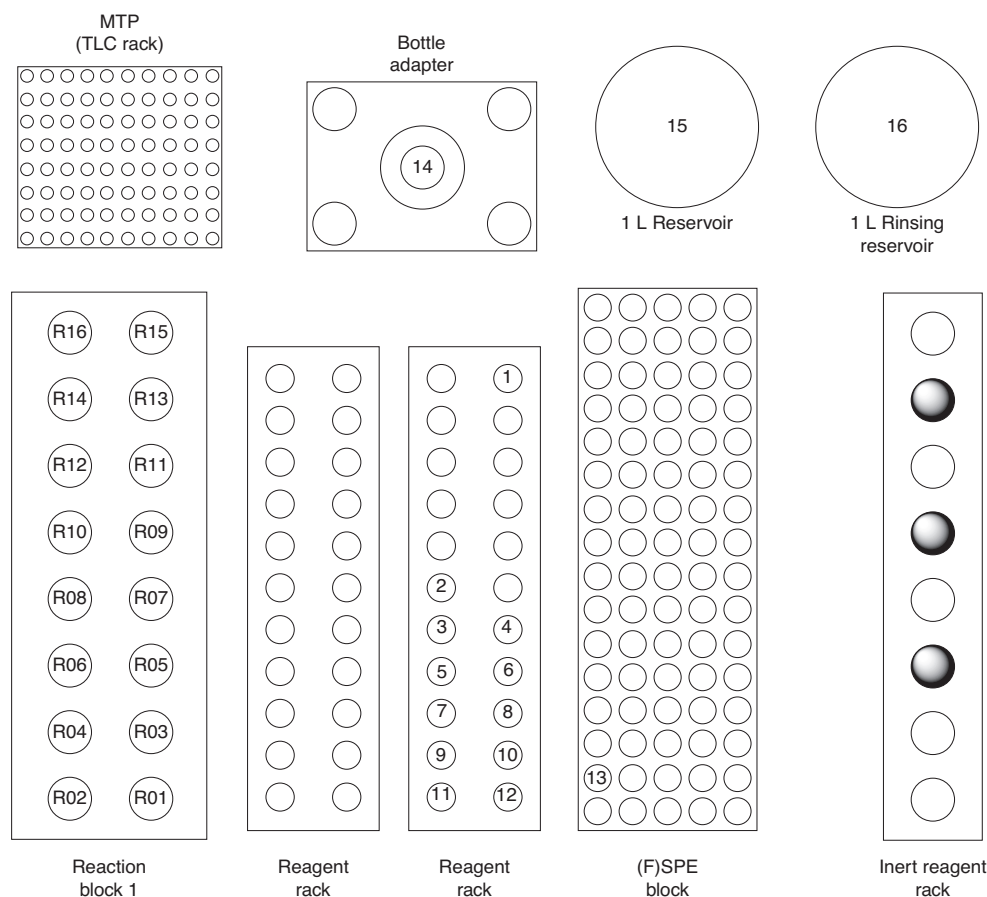 MTP
(TLC rack)
Bottle
adapter
14
15
16
1 L Reservoir
1 L Rinsing
reservoir
R16 R15
R14 R13
R12 R11
R10 R09
R08 R07
R06 R05
R04 R03
R02 R01
1
2
3 4
5 6
7 8
9 10
11 12
13
Reaction
block 1
Reagent
rack
Reagent
rack
(F)SPE
block
Inert reagent
rack